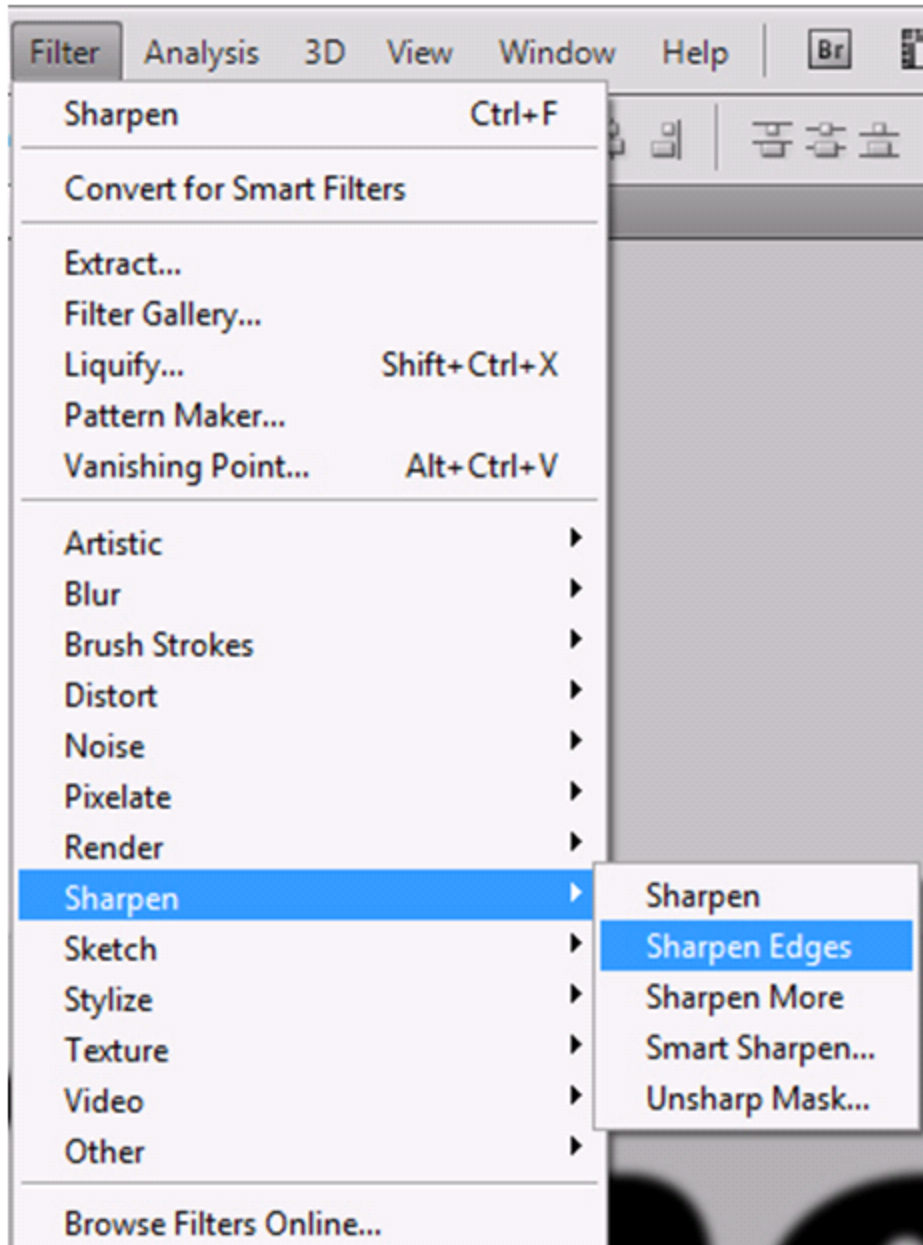 Filter Analysis 3D View Window Help Br
Sharpen Ctrl+F
Convert for Smart Filters
Extract...
Filter Gallery...
Liquify... Shift+Ctrl+X
Pattern Maker...
Vanishing Point... Alt+Ctrl+V
Artistic
Blur
Brush Strokes
Distort
Noise
Pixelate
Render
Sharpen
Sketch
Stylize
Texture
Video
Other
Browse Filters Online...
Sharpen
Sharpen Edges
Sharpen More
Smart Sharpen...
Unsharp Mask...